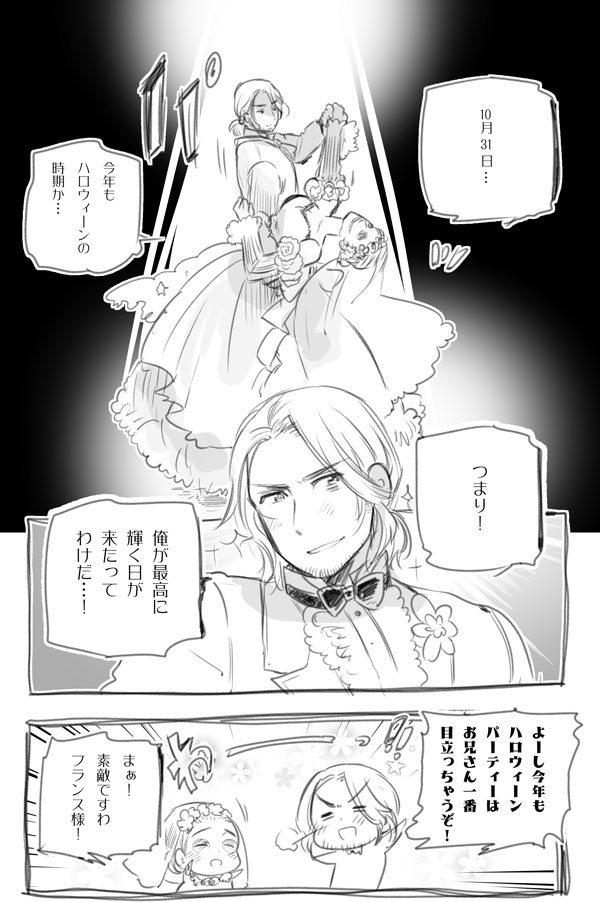 10月31日…
今年も
ハロウィーンの
時期か…
つまり！
俺が最高に
輝く日が
来たって
わけだ…！
よーし今年も
ハロウィーン
パーティーは
お兄さん一番
目立っちゃうぞ！
まぁ！
素敵ですわ
フランス様！